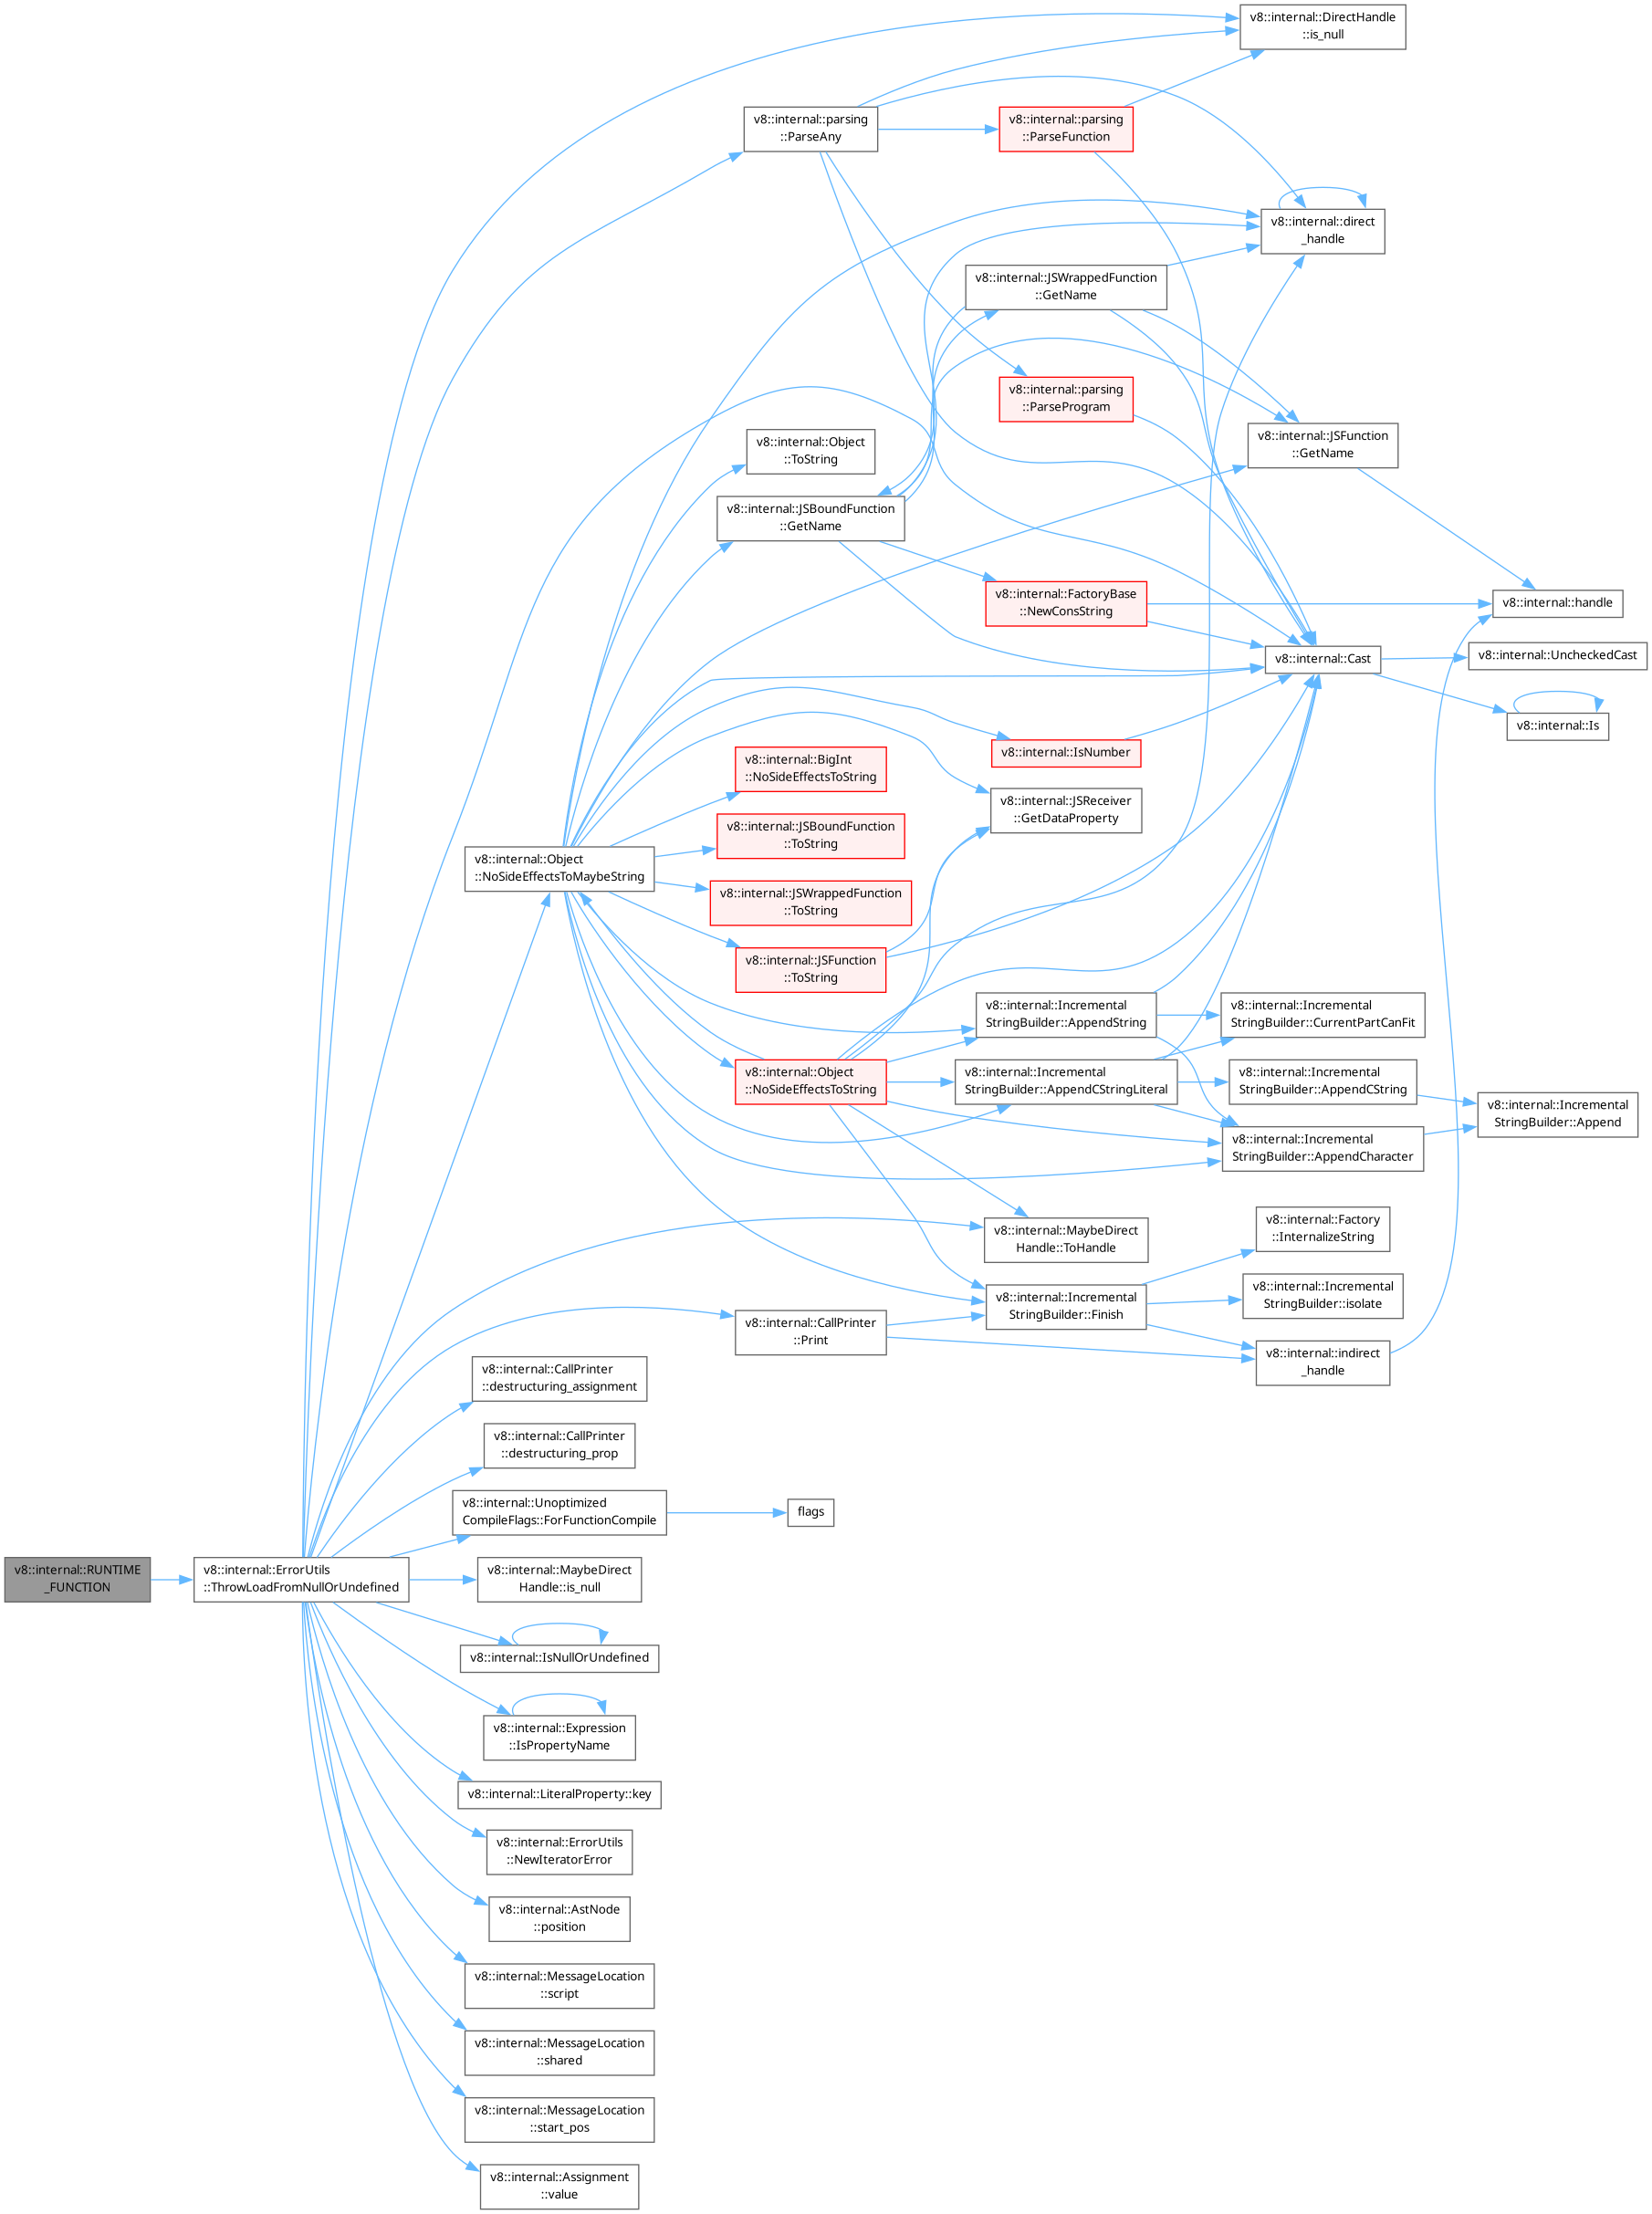 v8::internal::DirectHandle
::is_null
v8::internal::parsing
::ParseAny
v8::internal::parsing
::ParseFunction
v8::internal::direct
_handle
v8::internal::JSWrappedFunction
::GetName
v8::internal::parsing
::ParseProgram
v8::internal::JSFunction
::GetName
v8::internal::Object
::ToString
v8::internal::JSBoundFunction
::GetName
v8::internal::FactoryBase
::NewConsString
v8::internal::handle
v8::internal::Cast
v8::internal::UncheckedCast
v8::internal::Is
v8::internal::IsNumber
v8::internal::BigInt
::NoSideEffectsToString
v8::internal::JSReceiver
::GetDataProperty
v8::internal::JSBoundFunction
::ToString
v8::internal::Object
::NoSideEffectsToMaybeString
v8::internal::JSWrappedFunction
::ToString
v8::internal::JSFunction
::ToString
v8::internal::Incremental
StringBuilder::AppendString
v8::internal::Incremental
StringBuilder::CurrentPartCanFit
v8::internal::Object
::NoSideEffectsToString
v8::internal::Incremental
StringBuilder::AppendCStringLiteral
v8::internal::Incremental
StringBuilder::AppendCString
v8::internal::Incremental
StringBuilder::Append
v8::internal::Incremental
StringBuilder::AppendCharacter
v8::internal::MaybeDirect
Handle::ToHandle
v8::internal::Factory
::InternalizeString
v8::internal::Incremental
StringBuilder::Finish
v8::internal::Incremental
StringBuilder::isolate
v8::internal::CallPrinter
::Print
v8::internal::indirect
_handle
v8::internal::CallPrinter
::destructuring_assignment
v8::internal::CallPrinter
::destructuring_prop
v8::internal::Unoptimized
CompileFlags::ForFunctionCompile
flags
v8::internal::RUNTIME
_FUNCTION
v8::internal::ErrorUtils
::ThrowLoadFromNullOrUndefined
v8::internal::MaybeDirect
Handle::is_null
v8::internal::IsNullOrUndefined
v8::internal::Expression
::IsPropertyName
v8::internal::LiteralProperty::key
v8::internal::ErrorUtils
::NewIteratorError
v8::internal::AstNode
::position
v8::internal::MessageLocation
::script
v8::internal::MessageLocation
::shared
v8::internal::MessageLocation
::start_pos
v8::internal::Assignment
::value